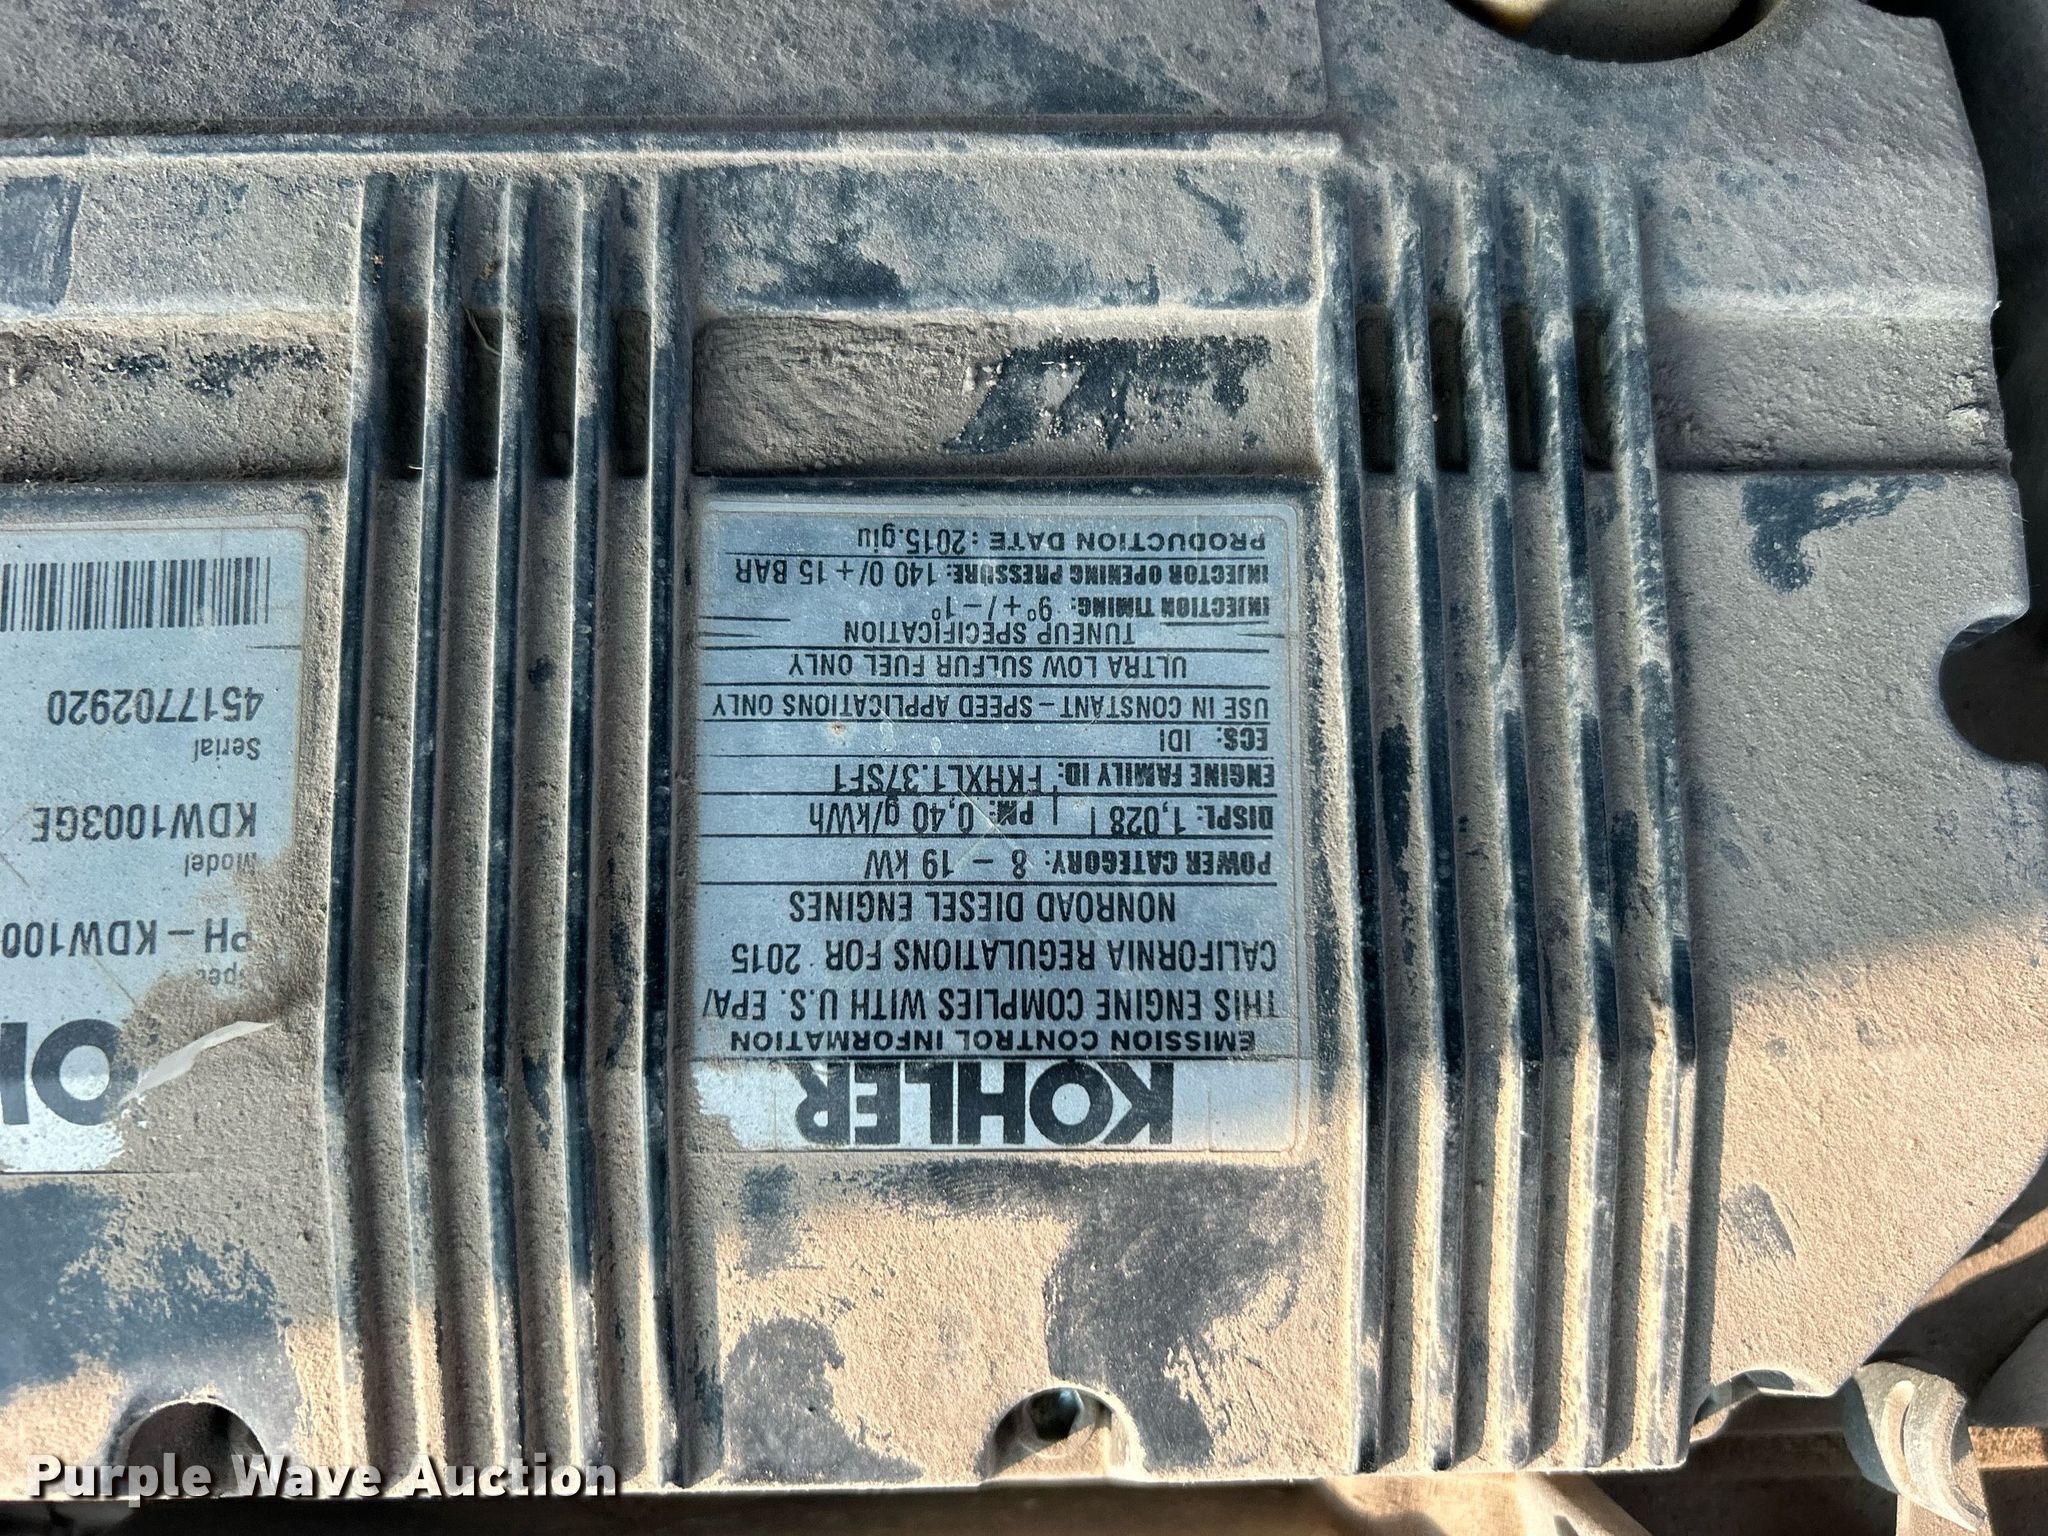 KOHLER
EMISSION CONTROL INFORMATION
THIS ENGINE COMPLIES WITH U.S. EPA/
CALIFORNIA REGULATIONS FOR 2015
NONROAD DIESEL ENGINES
POWER CATEGORY: 8 - 19 kW
DISPL: 1,028 l | PM: 0,40 g/kWh
ENGINE FAMILY ID: FKHXL1.37SF1
ECS: IDI
USE IN CONSTANT-SPEED APPLICATIONS ONLY
ULTRA LOW SULFUR FUEL ONLY
TUNEUP SPECIFICATION
INJECTION TIMING: 9°+/-1°
INJECTOR OPENING PRESSURE: 140 0/+15 BAR
PRODUCTION DATE: 2015.giu
PH-KDW100
Model
KDW1003GE
Serial
4517702920
Purple Wave Auction